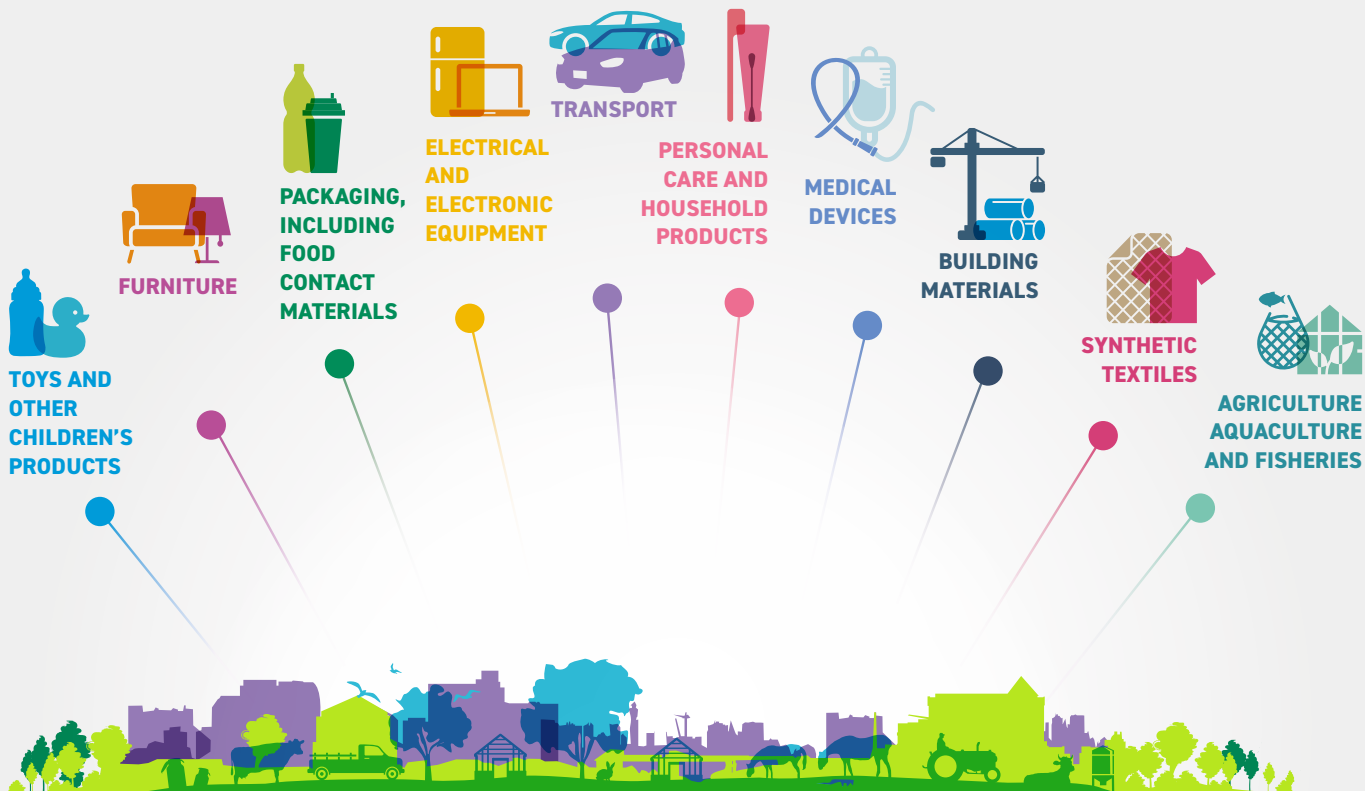 TOYS AND
OTHER
CHILDREN'S
PRODUCTS
FURNITURE
PACKAGING,
INCLUDING
FOOD
CONTACT
MATERIALS
ELECTRICAL
AND
ELECTRONIC
EQUIPMENT
TRANSPORT
PERSONAL
CARE AND
HOUSEHOLD
PRODUCTS
MEDICAL
DEVICES
BUILDING
MATERIALS
SYNTHETIC
TEXTILES
AGRICULTURE
AQUACULTURE
AND FISHERIES